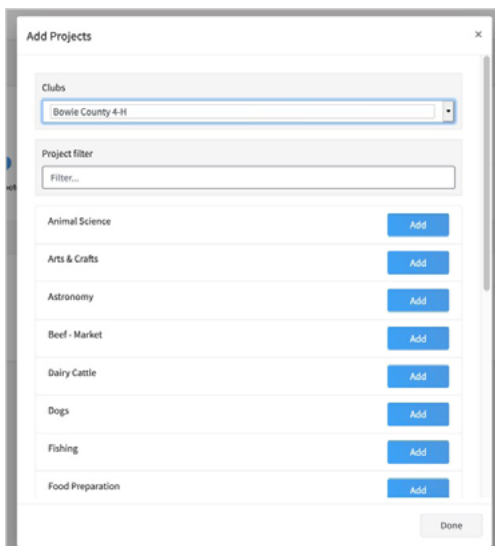 Add Projects ×
Clubs
Bowie County 4-H
Project filter
Filter...
Animal Science Add
Arts & Crafts Add
Astronomy Add
Beef - Market Add
Dairy Cattle Add
Dogs Add
Fishing Add
Food Preparation Add
Done